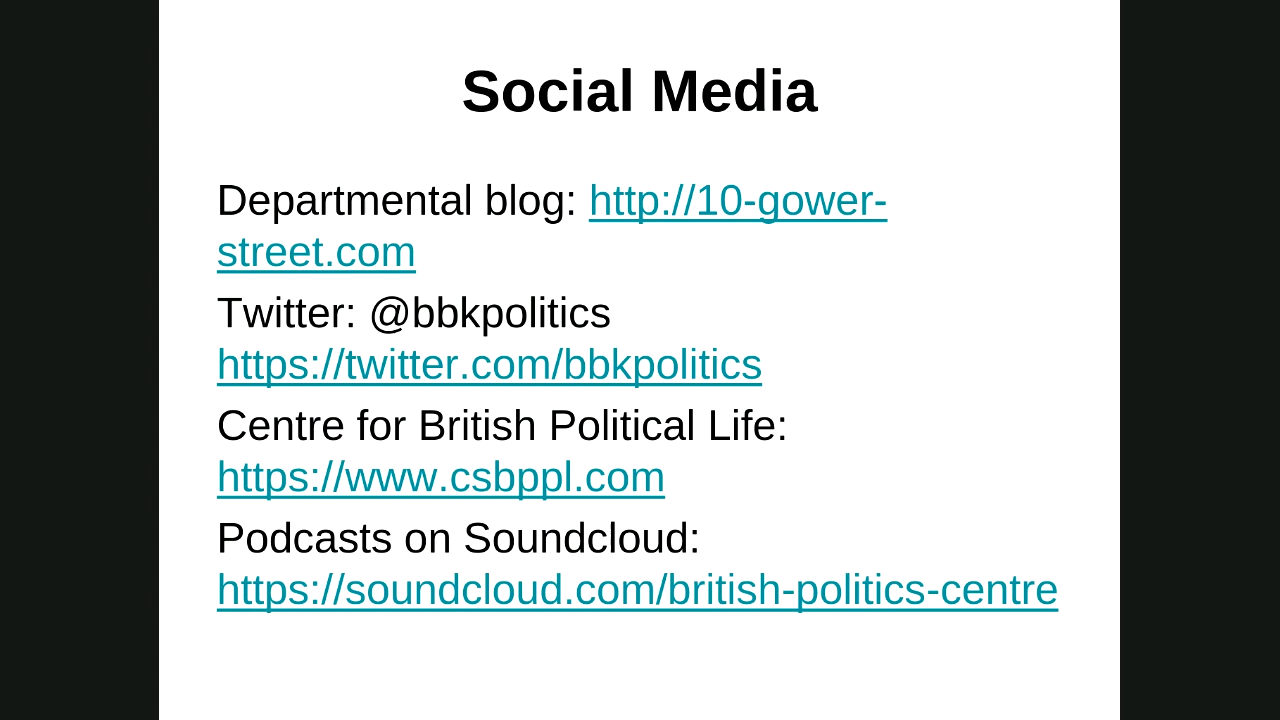 Social Media
Departmental blog: http://10-gower-
street.com
Twitter: @bbkpolitics
https://twitter.com/bbkpolitics
Centre for British Political Life:
https://www.csbppl.com
Podcasts on Soundcloud:
https://soundcloud.com/british-politics-centre